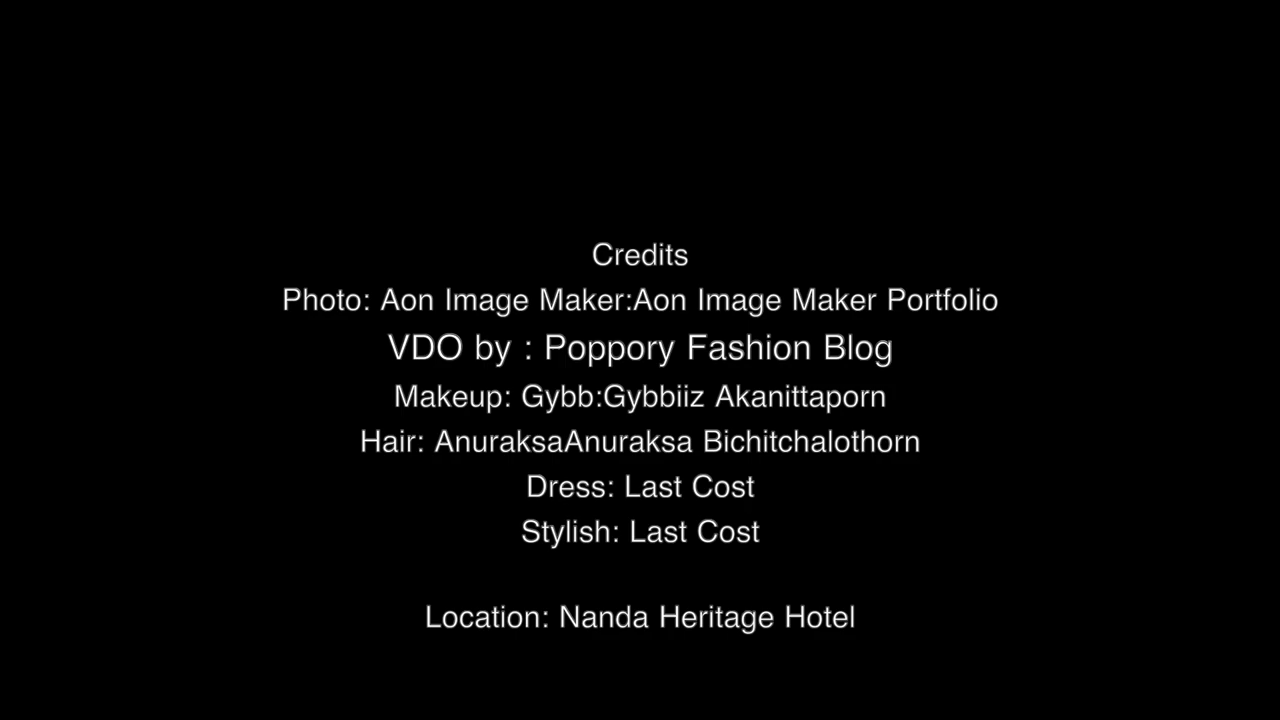 Credits
Photo: Aon Image Maker:Aon Image Maker Portfolio
VDO by : Poppory Fashion Blog
Makeup: Gybb:Gybbiiz Akanittaporn
Hair: AnuraksaAnuraksa Bichitchalothorn
Dress: Last Cost
Stylish: Last Cost
Location: Nanda Heritage Hotel